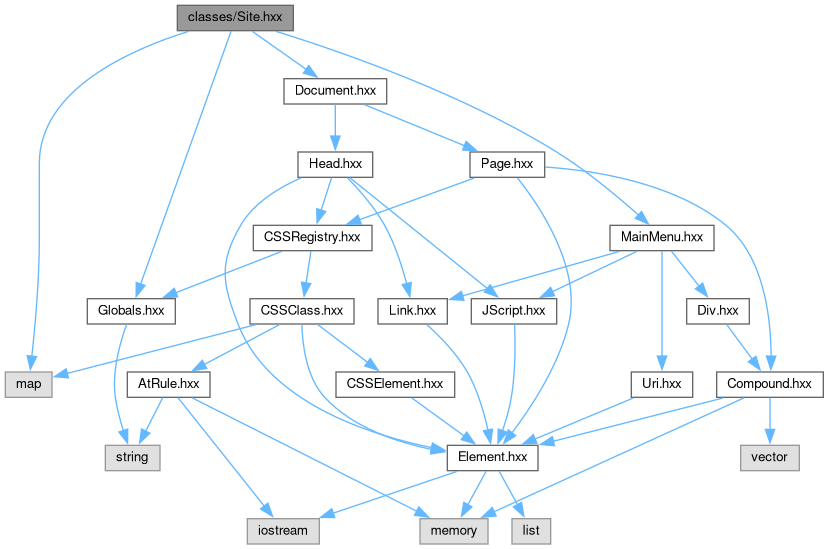 classes/Site.hxx
Document.hxx
Head.hxx
Page.hxx
CSSRegistry.hxx
MainMenu.hxx
Globals.hxx
CSSClass.hxx
Link.hxx
JScript.hxx
Div.hxx
map
AtRule.hxx
CSSElement.hxx
Uri.hxx
Compound.hxx
string
Element.hxx
vector
iostream
memory
list